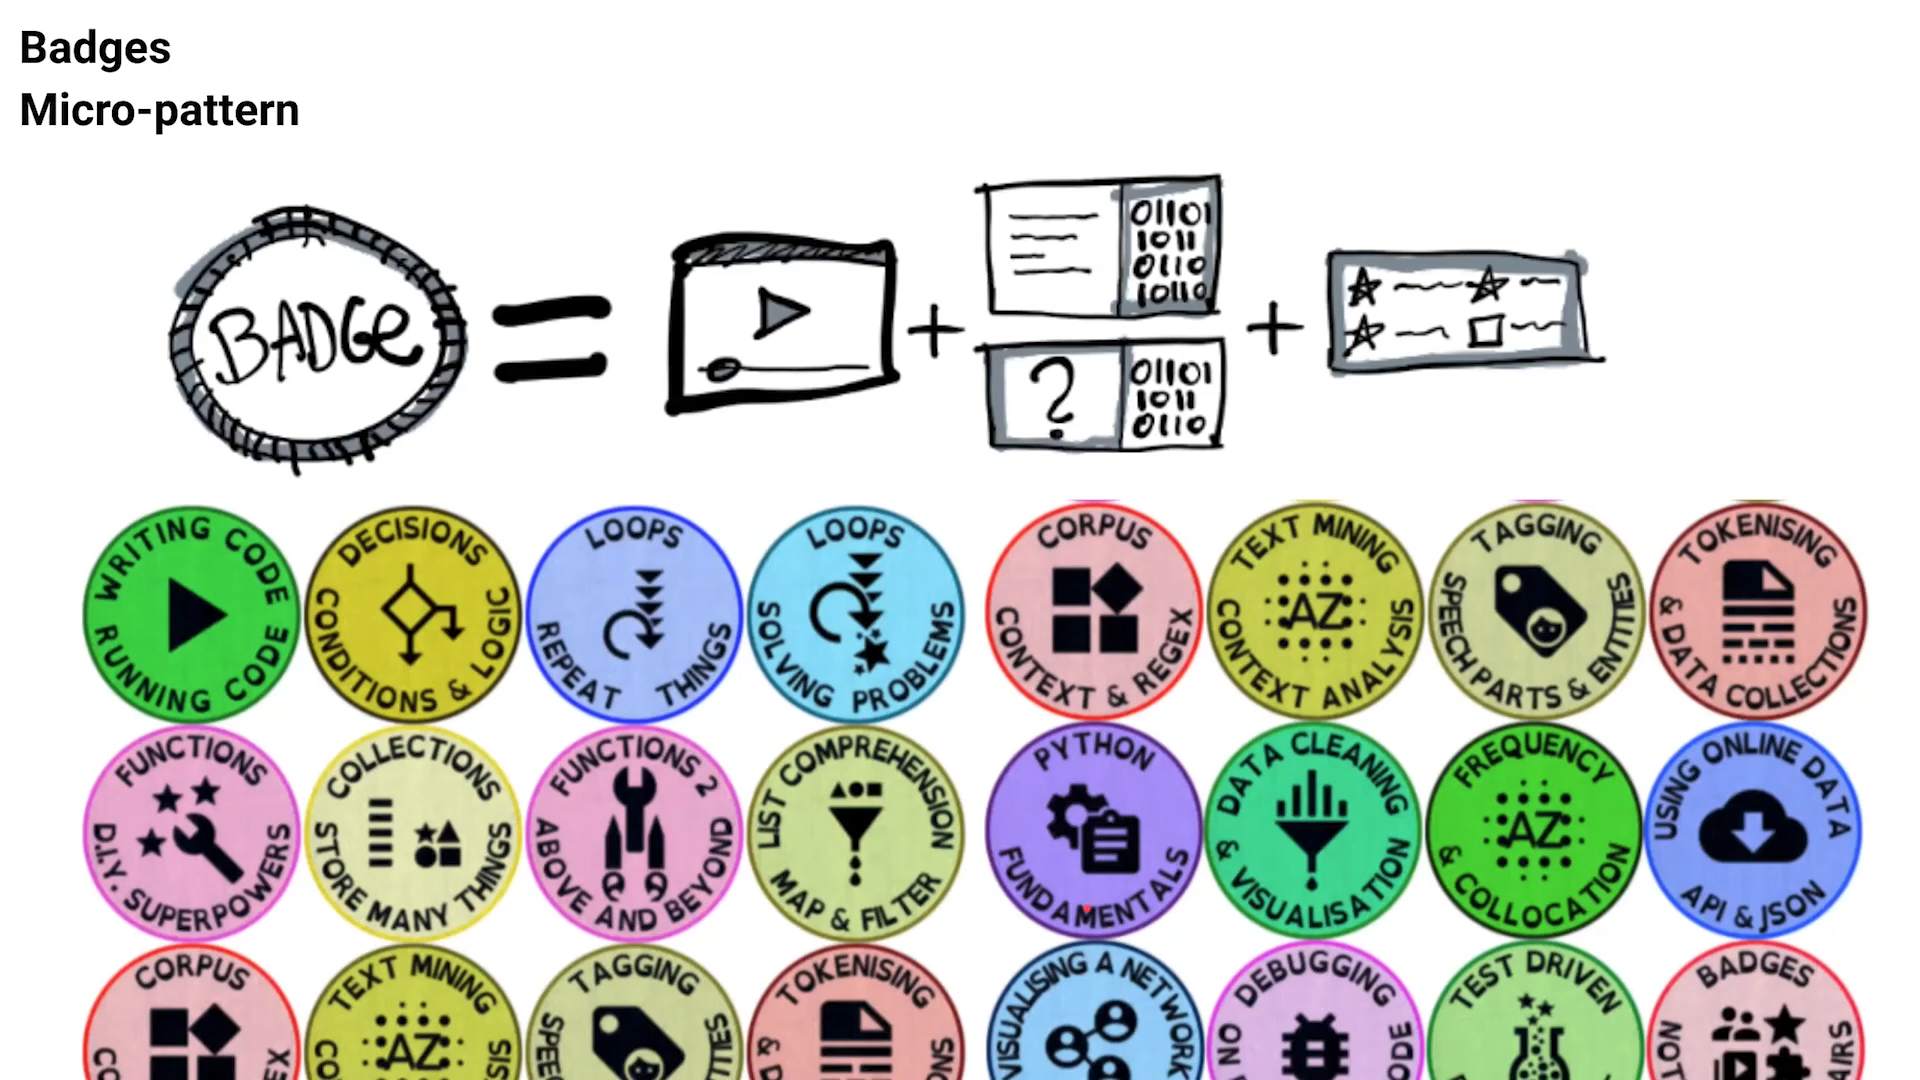 Badges
Micro-pattern
BADGe
01101
1011
0110
10110
?
01101
1011
0110
WRITING CODE
RUNNING CODE
DECISIONS
CONDITIONS & LOGIC
LOOPS
REPEAT THINGS
LOOPS
SOLVING PROBLEMS
CORPUS
CONTEXT & REGEX
TEXT MINING
AZ
CONTEXT ANALYSIS
TAGGING
SPEECH PARTS & ENTITIES
TOKENISING
& DATA COLLECTIONS
FUNCTIONS
D.I.Y. SUPERPOWERS
COLLECTIONS
STORE MANY THINGS
FUNCTIONS 2
ABOVE AND BEYOND
LIST COMPREHENSION
MAP & FILTER
PYTHON
FUNDAMENTALS
DATA CLEANING
& VISUALISATION
FREQUENCY
AZ
& COLLOCATION
USING ONLINE DATA
API & JSON
CORPUS
TEXT MINING
AZ
TAGGING
TOKENISING
VISUALISING A NETWORK
DEBUGGING
TEST DRIVEN
BADGES